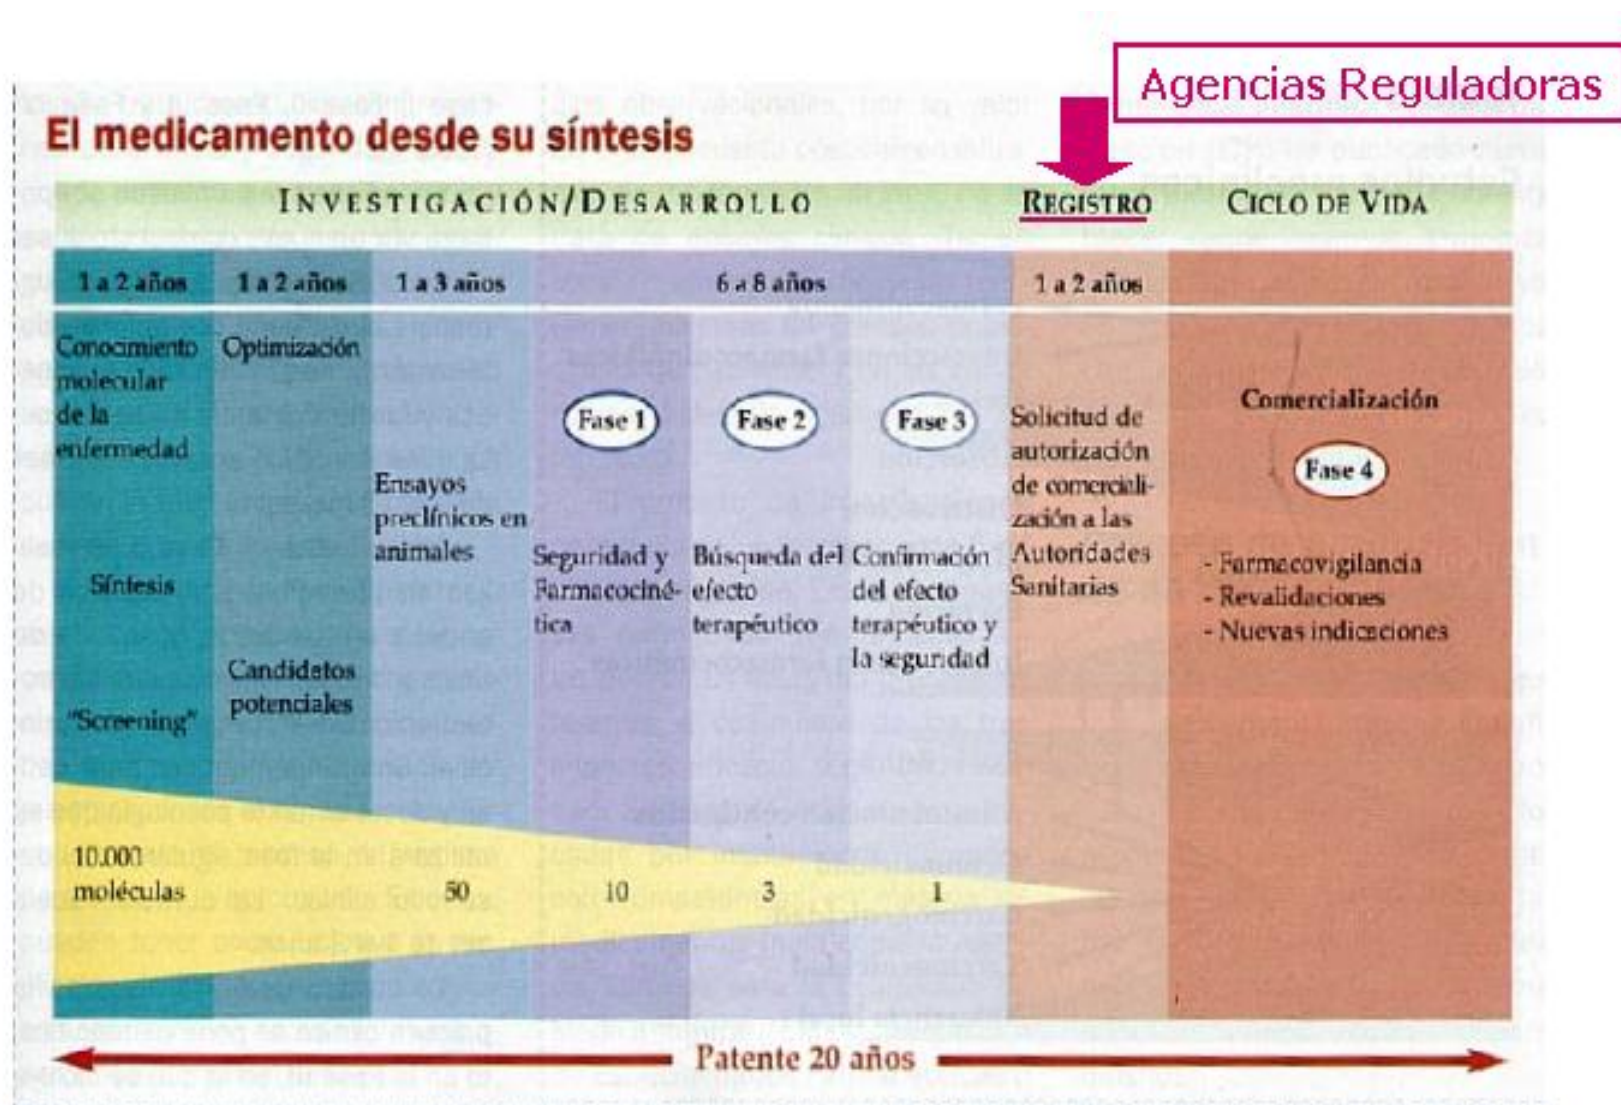 Agencias Reguladoras
El medicamento desde su síntesis
INVESTIGACIÓN/DESARROLLO
REGISTRO
CICLO DE VIDA
1 a 2 años
1 a 2 años
1 a 3 años
6 a 8 años
1 a 2 años
Conocimiento
molecular
de la
enfermedad
Síntesis
"Screening"
Optimización
Candidatos
potenciales
Ensayos
preclínicos en
animales
Fase 1
Seguridad y
Farmacociné-
tica
Fase 2
Búsqueda del
efecto
terapéutico
Fase 3
Confirmación
del efecto
terapéutico y
la seguridad
Solicitud de
autorización
de comerciali-
zación a las
Autoridades
Sanitarias
Comercialización
Fase 4
- Farmacovigilancia
- Revalidaciones
- Nuevas indicaciones
10.000
moléculas
50
10
3
1
Patente 20 años